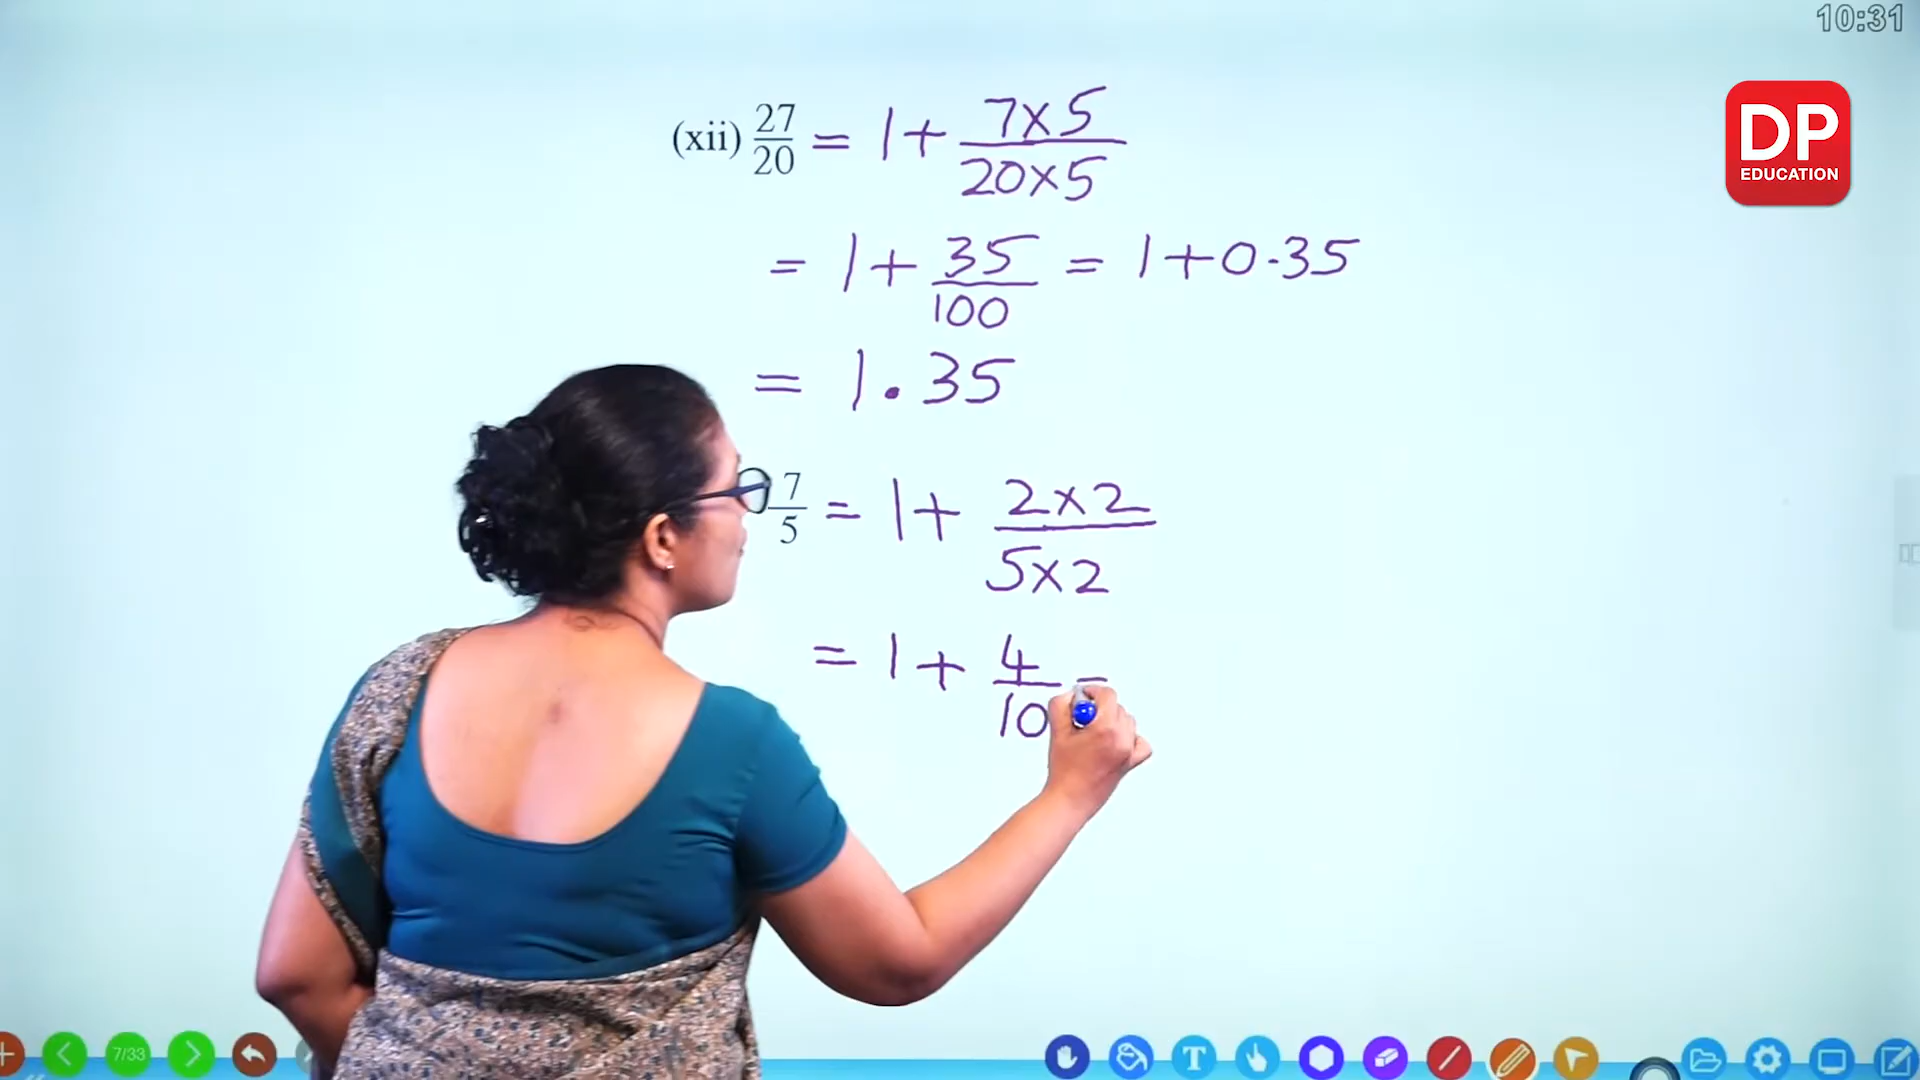 10:31
DP
EDUCATION
(xii) 27/20 = 1 + 7×5/20×5
= 1 + 35/100 = 1 + 0.35
= 1.35
7/5 = 1 + 2×2/5×2
= 1 + 4/10 =
7/33
T